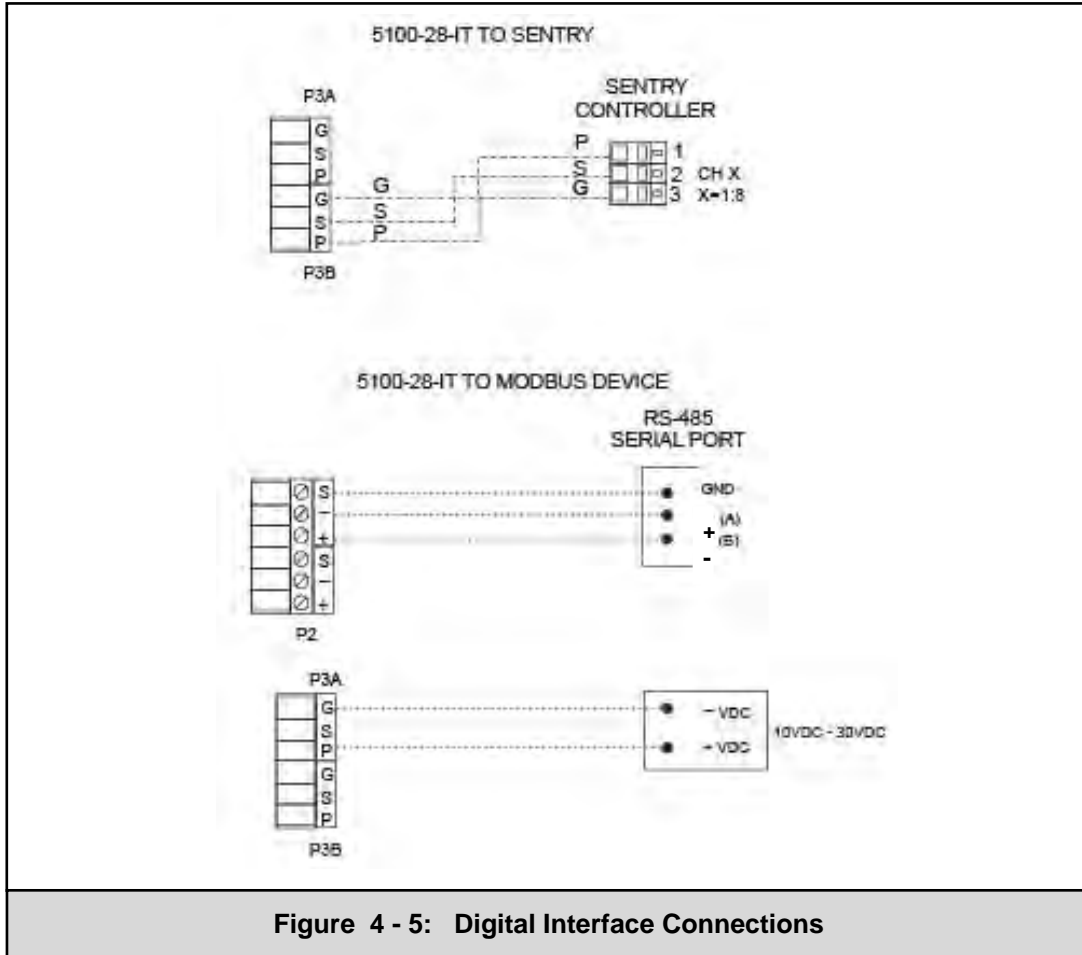 5100-28-IT TO SENTRY
P3A
SENTRY
CONTROLLER
G
S
P
G
S
P
P3B
G
S
P
P
S
G
1
2
3
CH X
X=1:8
5100-28-IT TO MODBUS DEVICE
RS-485
SERIAL PORT
S
−
+
S
−
+
P2
GND
(A)
+ (B)
-
P3A
G
S
P
G
S
P
P3B
− VDC
+ VDC
10VDC - 30VDC
Figure 4 - 5: Digital Interface Connections